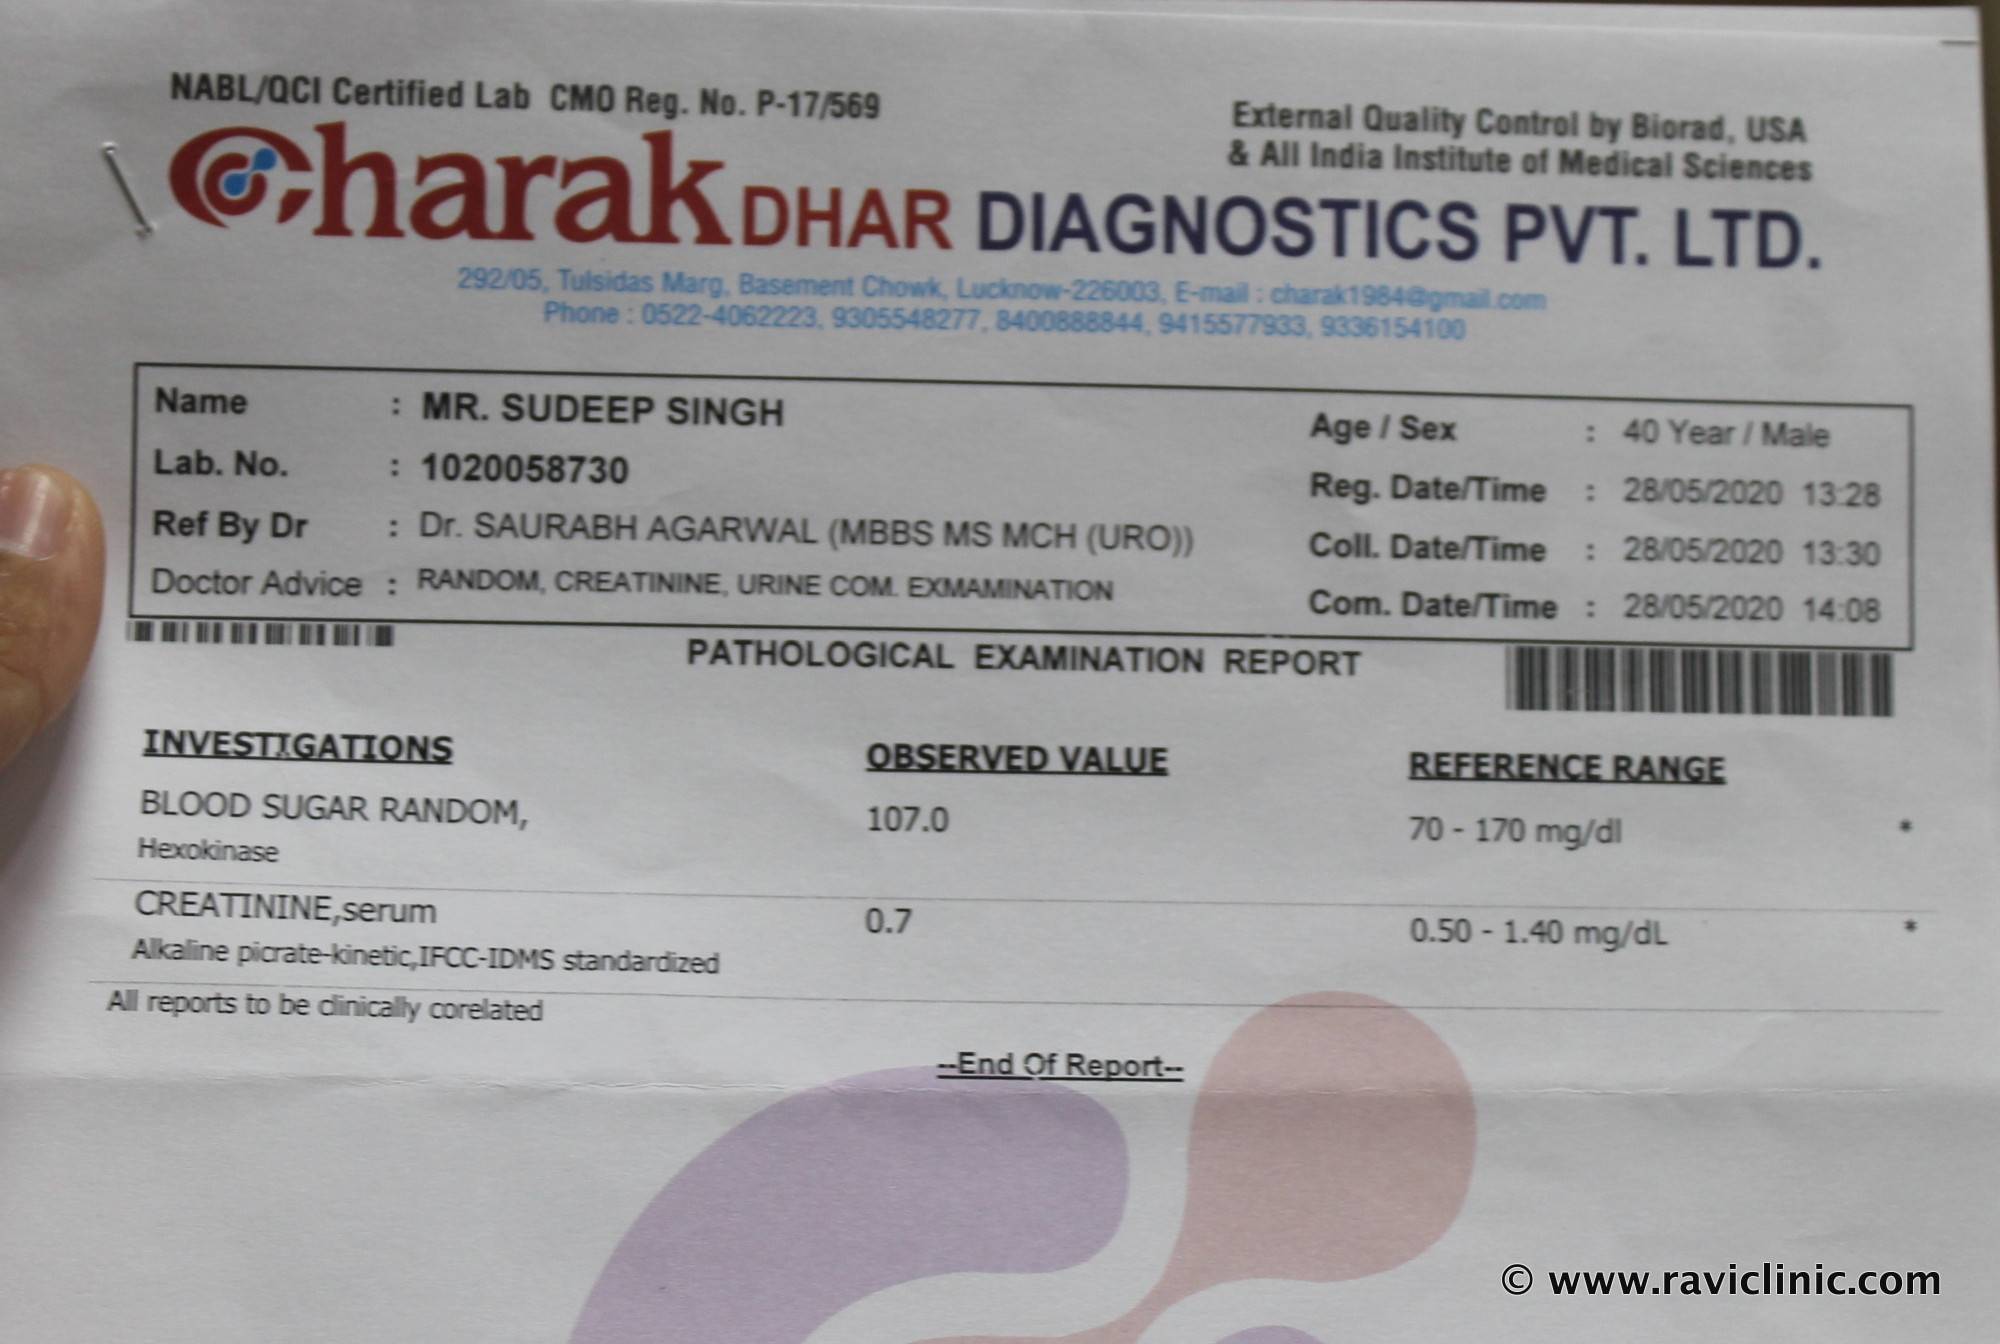 NABL/QCI Certified Lab CMO Reg. No. P-17/569
External Quality Control by Biorad, USA
& All India Institute of Medical Sciences
Charak DHAR DIAGNOSTICS PVT. LTD.
292/05, Tulsidas Marg, Basement Chowk, Lucknow-226003, E-mail : charak1984@gmail.com
Phone : 0522-4062223, 9305548277, 8400888844, 9415577933, 9336154100
Name : MR. SUDEEP SINGH
Age / Sex : 40 Year / Male
Lab. No. : 1020058730
Reg. Date/Time : 28/05/2020 13:28
Ref By Dr : Dr. SAURABH AGARWAL (MBBS MS MCH (URO))
Coll. Date/Time : 28/05/2020 13:30
Doctor Advice : RANDOM, CREATININE, URINE COM. EXMAMINATION
Com. Date/Time : 28/05/2020 14:08
PATHOLOGICAL EXAMINATION REPORT
INVESTIGATIONS OBSERVED VALUE REFERENCE RANGE
BLOOD SUGAR RANDOM, 107.0 70 - 170 mg/dl *
Hexokinase
CREATININE,serum 0.7 0.50 - 1.40 mg/dL *
Alkaline picrate-kinetic,IFCC-IDMS standardized
All reports to be clinically corelated
--End Of Report--
© www.raviclinic.com